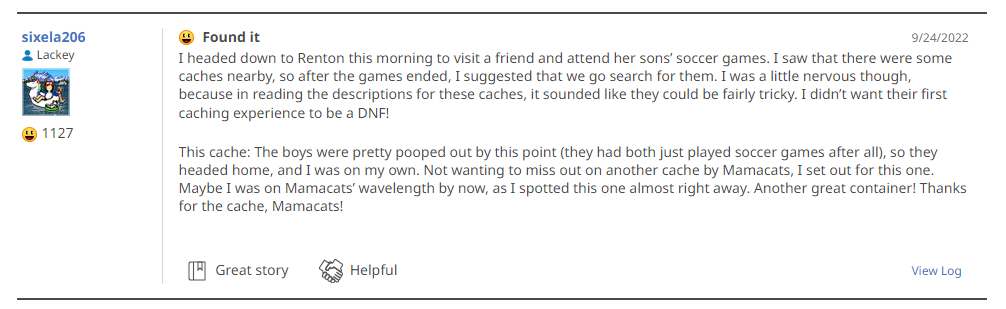 sixela206
Lackey
1127
Found it
9/24/2022
I headed down to Renton this morning to visit a friend and attend her sons’ soccer games. I saw that there were some
caches nearby, so after the games ended, I suggested that we go search for them. I was a little nervous though,
because in reading the descriptions for these caches, it sounded like they could be fairly tricky. I didn’t want their first
caching experience to be a DNF!
This cache: The boys were pretty pooped out by this point (they had both just played soccer games after all), so they
headed home, and I was on my own. Not wanting to miss out on another cache by Mamacats, I set out for this one.
Maybe I was on Mamacats’ wavelength by now, as I spotted this one almost right away. Another great container! Thanks
for the cache, Mamacats!
Great story
Helpful
View Log